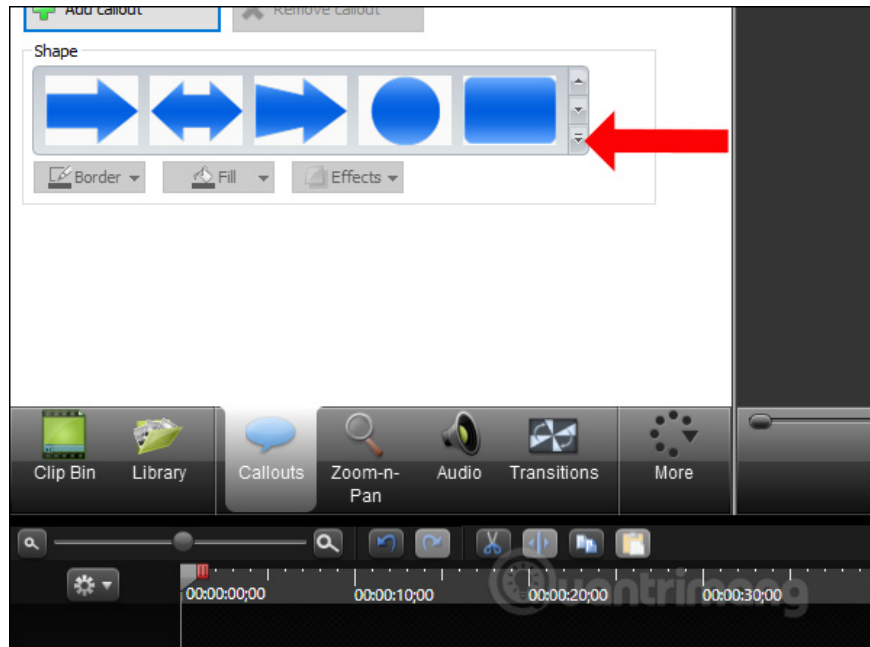 Add callout
Remove callout
Shape
Border
Fill
Effects
Clip Bin
Library
Callouts
Zoom-n-
Pan
Audio
Transitions
More
00:00:00;00
00:00:10;00
00:00:20;00
00:00:30;00
Quantrimang